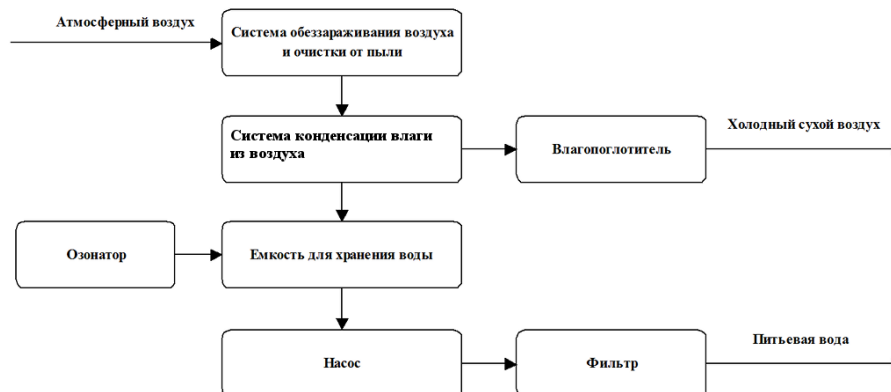 Атмосферный воздух
Система обеззараживания воздуха
и очистки от пыли
Система конденсации влаги
из воздуха
Влагопоглотитель
Холодный сухой воздух
Озонатор
Емкость для хранения воды
Насос
Фильтр
Питьевая вода